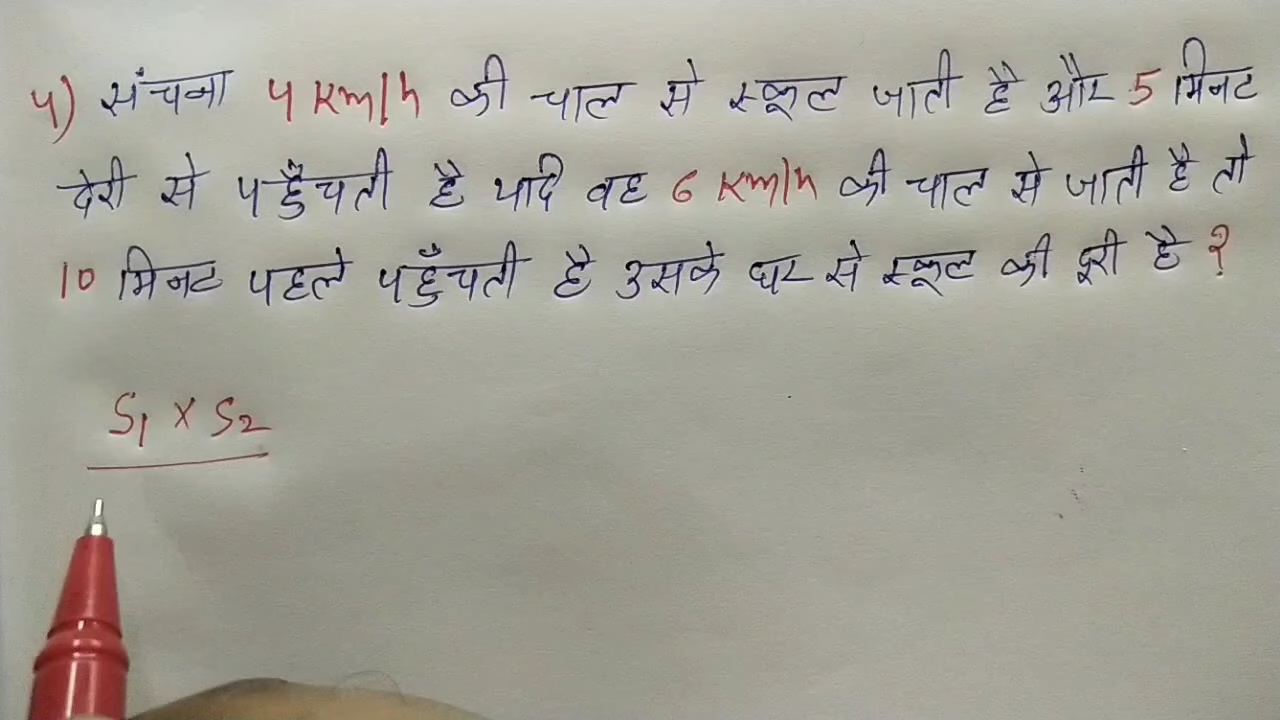 4) संचना 4 Km/h की चाल से स्कूल जाती है और 5 मिनट
देरी से पहुँचती है यदि वह 6 Km/h की चाल से जाती है तो
10 मिनट पहले पहुँचती है उसके घर से स्कूल की दूरी है ?
S₁ × S₂